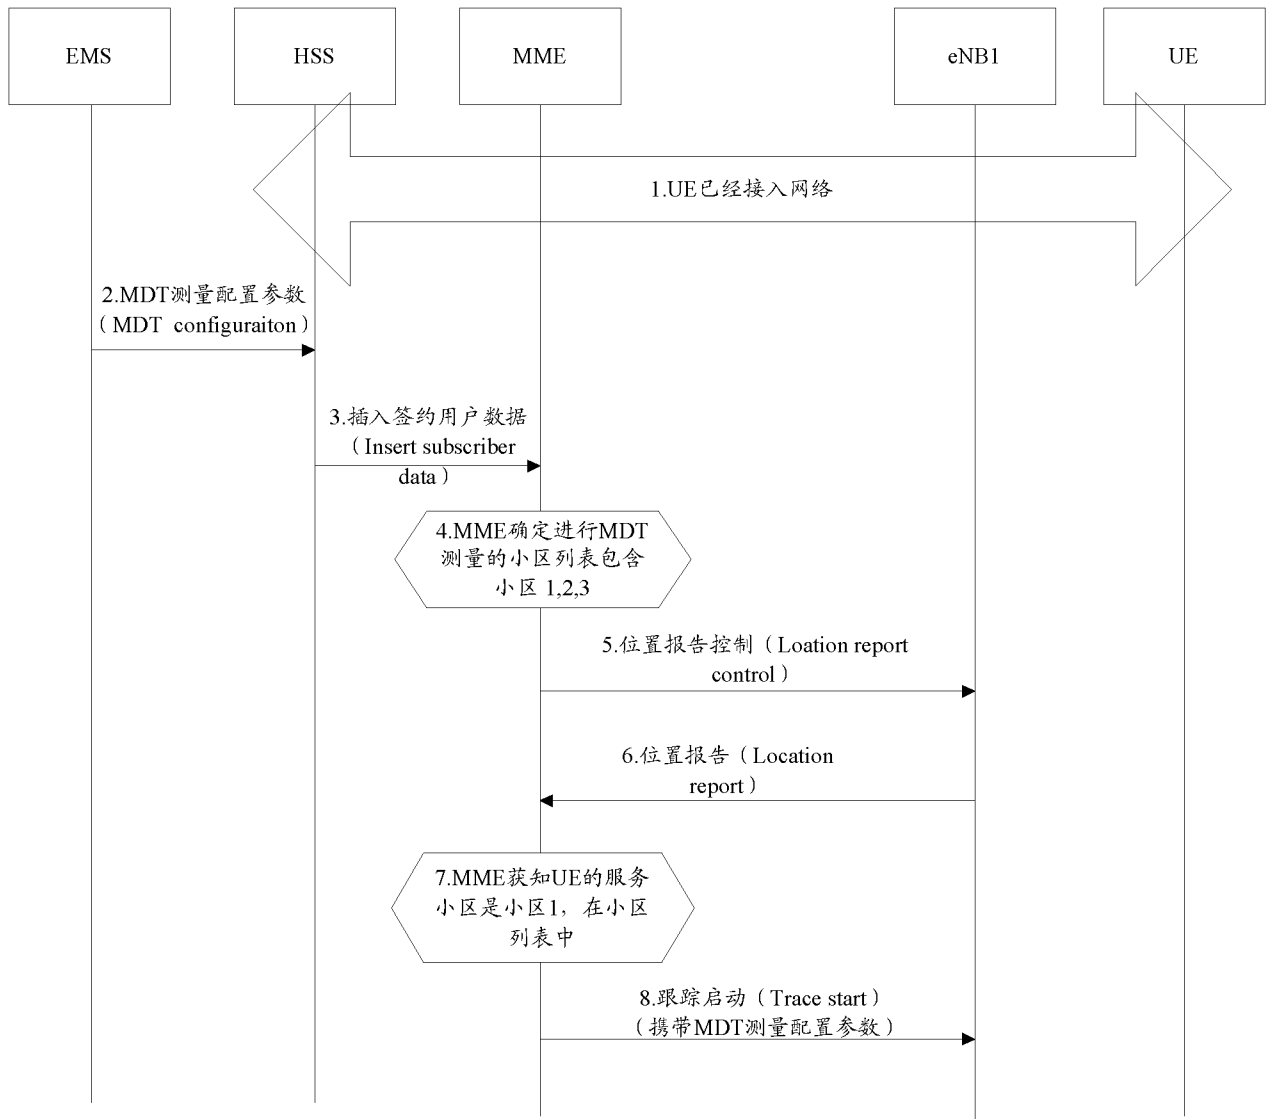 EMS
HSS
MME
eNB1
UE
1.UE已经接入网络
2.MDT测量配置参数
（MDT configuraiton）
3.插入签约用户数据
（Insert subscriber
data）
4.MME确定进行MDT
测量的小区列表包含
小区 1,2,3
5.位置报告控制（Loation report
control）
6.位置报告（Location
report）
7.MME获知UE的服务
小区是小区1，在小区
列表中
8.跟踪启动（Trace start）
（携带MDT测量配置参数）